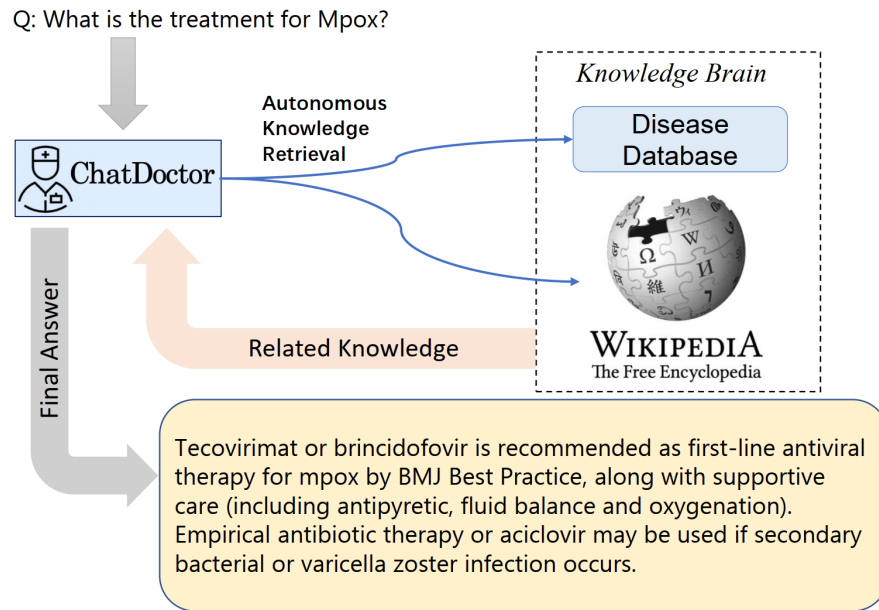 Q: What is the treatment for Mpox?
Autonomous
Knowledge
Retrieval
Knowledge Brain
Disease
Database
ChatDoctor
Ω
W
И
維
ウィ
WIKIPEDIA
The Free Encyclopedia
Related Knowledge
Final Answer
Tecovirimat or brincidofovir is recommended as first-line antiviral
therapy for mpox by BMJ Best Practice, along with supportive
care (including antipyretic, fluid balance and oxygenation).
Empirical antibiotic therapy or aciclovir may be used if secondary
bacterial or varicella zoster infection occurs.